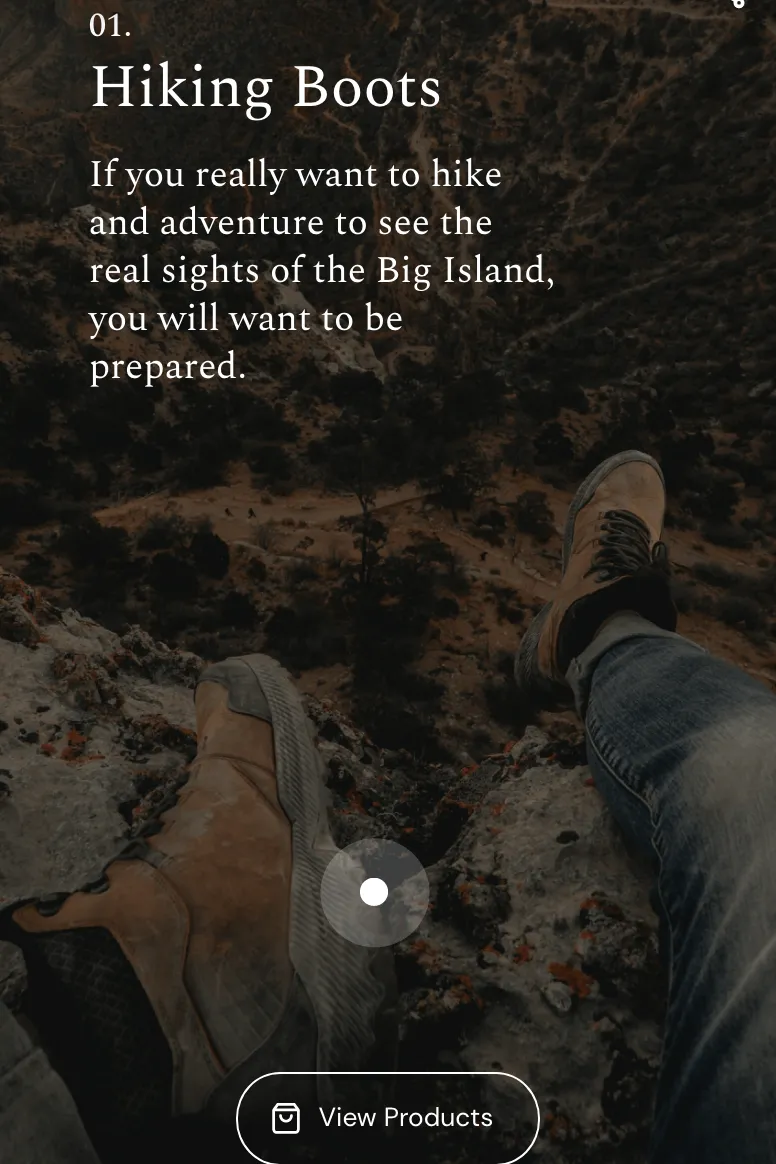 01.
Hiking Boots
If you really want to hike
and adventure to see the
real sights of the Big Island,
you will want to be
prepared.
View Products